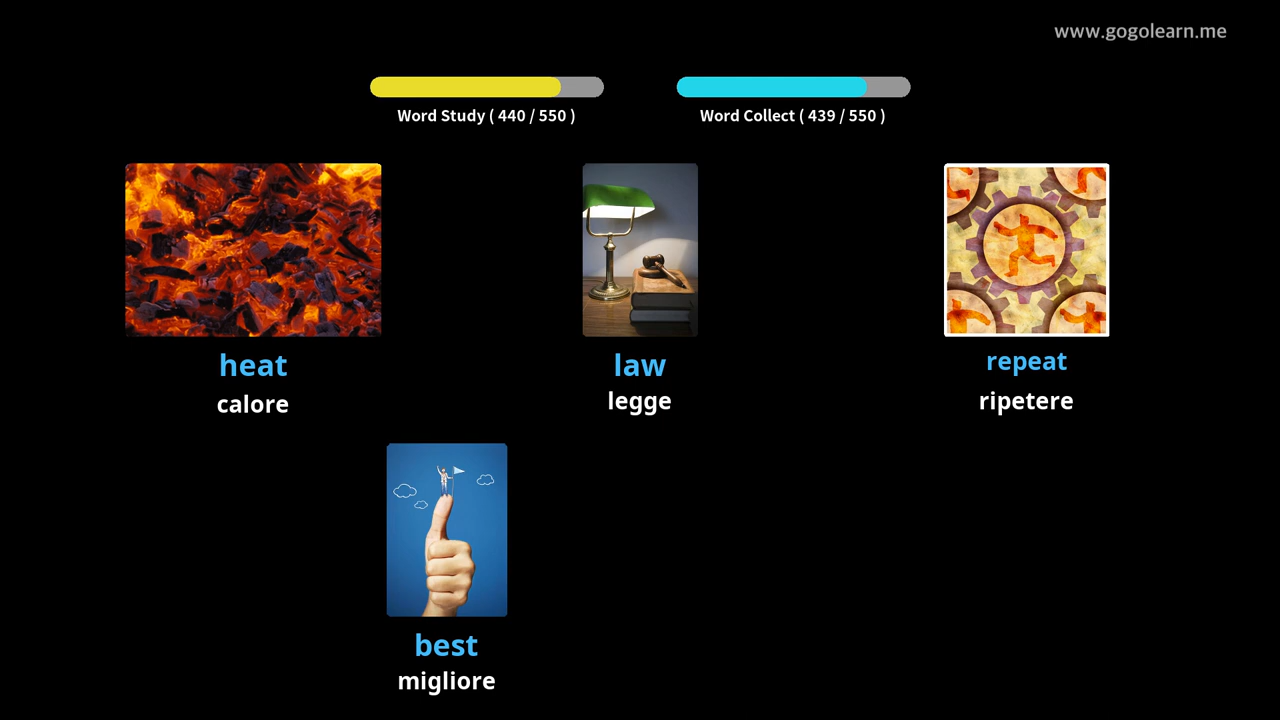 www.gogolearn.me
Word Study ( 440 / 550 )
Word Collect ( 439 / 550 )
heat
calore
law
legge
repeat
ripetere
best
migliore